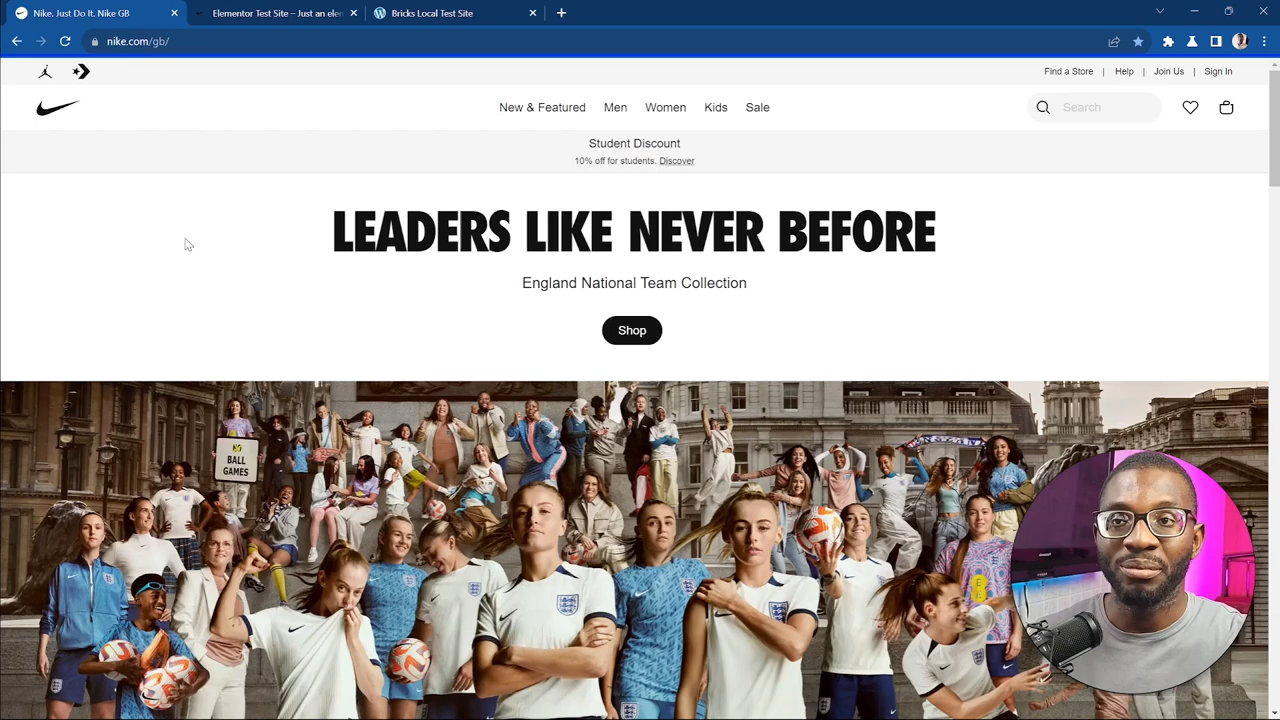 Nike. Just Do It. Nike GB
Elementor Test Site – Just an elen
Bricks Local Test Site
nike.com/gb/
Find a Store | Help | Join Us | Sign In
New & Featured Men Women Kids Sale
Search
Student Discount
10% off for students. Discover
LEADERS LIKE NEVER BEFORE
England National Team Collection
Shop
BALL
GAMES